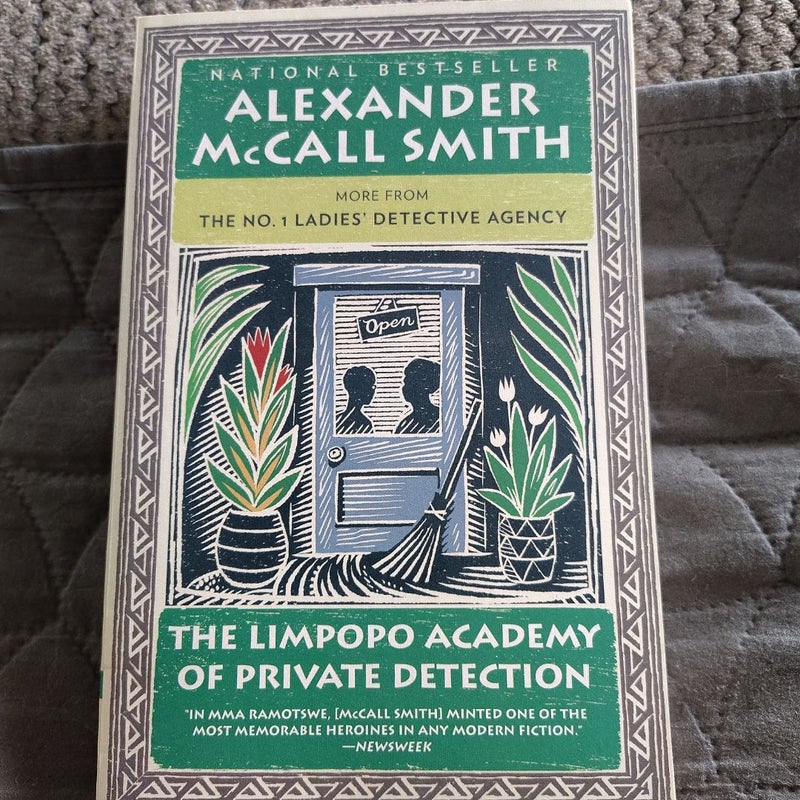 NATIONAL BESTSELLER
ALEXANDER
McCALL SMITH
MORE FROM
THE NO. 1 LADIES' DETECTIVE AGENCY
Open
THE LIMPOPO ACADEMY
OF PRIVATE DETECTION
"IN MMA RAMOTSWE, [McCALL SMITH] MINTED ONE OF THE
MOST MEMORABLE HEROINES IN ANY MODERN FICTION."
—NEWSWEEK